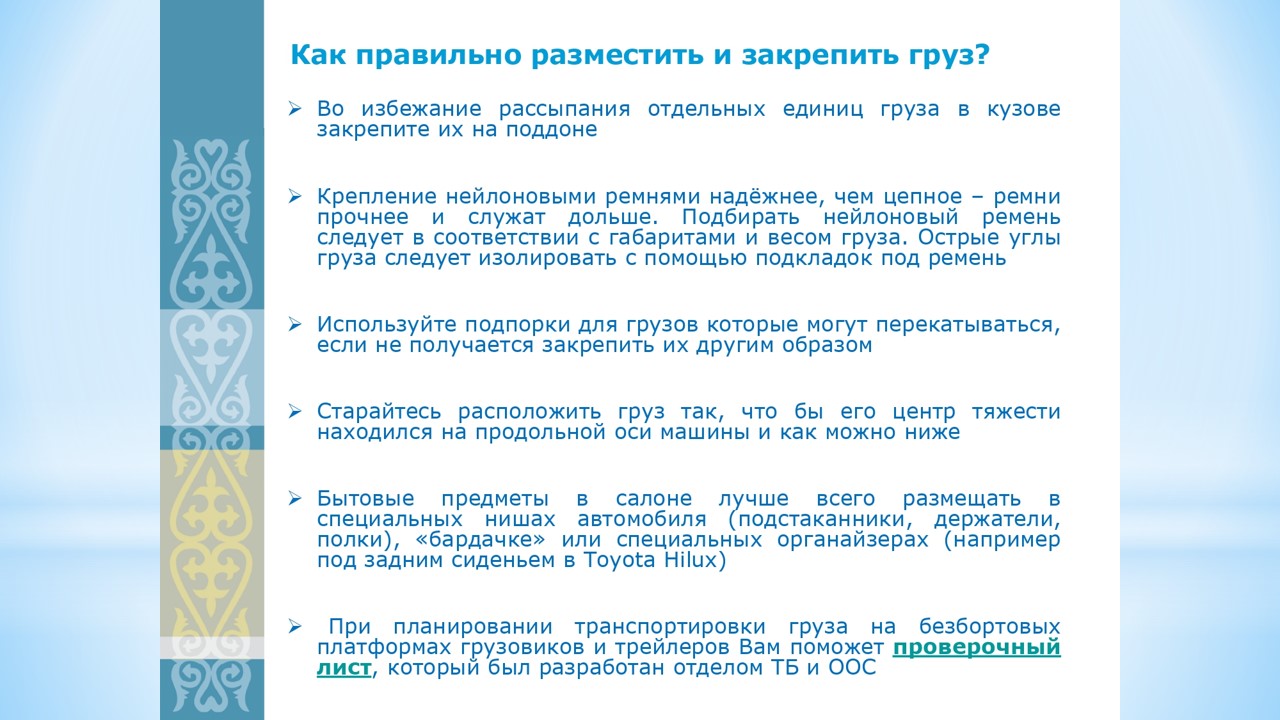 Как правильно разместить и закрепить груз?
Во избежание рассыпания отдельных единиц груза в кузове
закрепите их на поддоне
Крепление нейлоновыми ремнями надёжнее, чем цепное – ремни
прочнее и служат дольше. Подбирать нейлоновый ремень
следует в соответствии с габаритами и весом груза. Острые углы
груза следует изолировать с помощью подкладок под ремень
Используйте подпорки для грузов которые могут перекатываться,
если не получается закрепить их другим образом
Старайтесь расположить груз так, что бы его центр тяжести
находился на продольной оси машины и как можно ниже
Бытовые предметы в салоне лучше всего размещать в
специальных нишах автомобиля (подстаканники, держатели,
полки), «бардачке» или специальных органайзерах (например
под задним сиденьем в Toyota Hilux)
При планировании транспортировки груза на безбортовых
платформах грузовиков и трейлеров Вам поможет проверочный
лист, который был разработан отделом ТБ и ООС